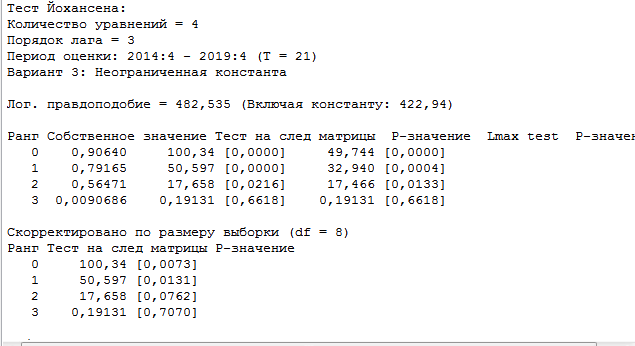 Тест Йохансена:
Количество уравнений = 4
Порядок лага = 3
Период оценки: 2014:4 - 2019:4 (T = 21)
Вариант 3: Неограниченная константа
Лог. правдоподобие = 482,535 (Включая константу: 422,94)
Ранг Собственное значение Тест на след матрицы P-значение Lmax test P-значен
0 0,90640 100,34 [0,0000] 49,744 [0,0000]
1 0,79165 50,597 [0,0000] 32,940 [0,0004]
2 0,56471 17,658 [0,0216] 17,466 [0,0133]
3 0,0090686 0,19131 [0,6618] 0,19131 [0,6618]
Скорректировано по размеру выборки (df = 8)
Ранг Тест на след матрицы P-значение
0 100,34 [0,0073]
1 50,597 [0,0131]
2 17,658 [0,0762]
3 0,19131 [0,7070]